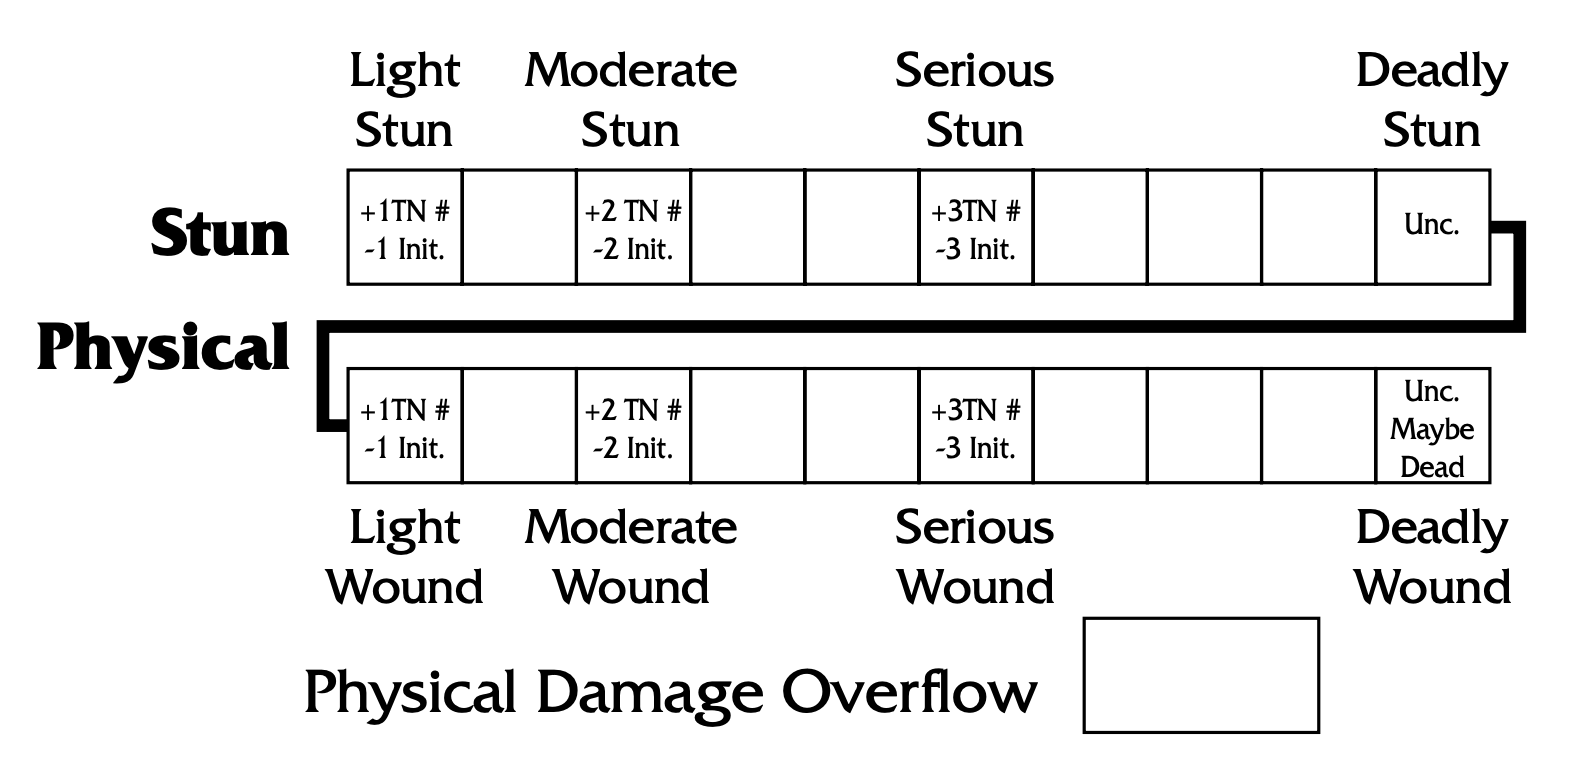 Light Moderate Serious Deadly
Stun Stun Stun Stun
Stun
+1TN # +2 TN # +3TN # Unc.
-1 Init. -2 Init. -3 Init.
Physical
+1TN # +2 TN # +3TN # Unc.
-1 Init. -2 Init. -3 Init. Maybe
Dead
Light Moderate Serious Deadly
Wound Wound Wound Wound
Physical Damage Overflow